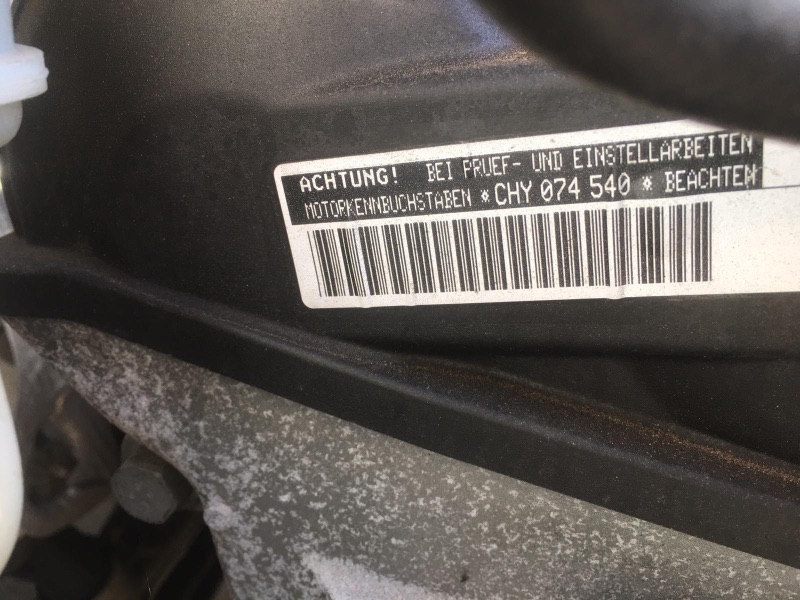 ACHTUNG! BEI PRUEF- UND EINSTELLARBEITEN
MOTORKENNBUCHSTABEN * CHY 074 540 * BEACHTEN